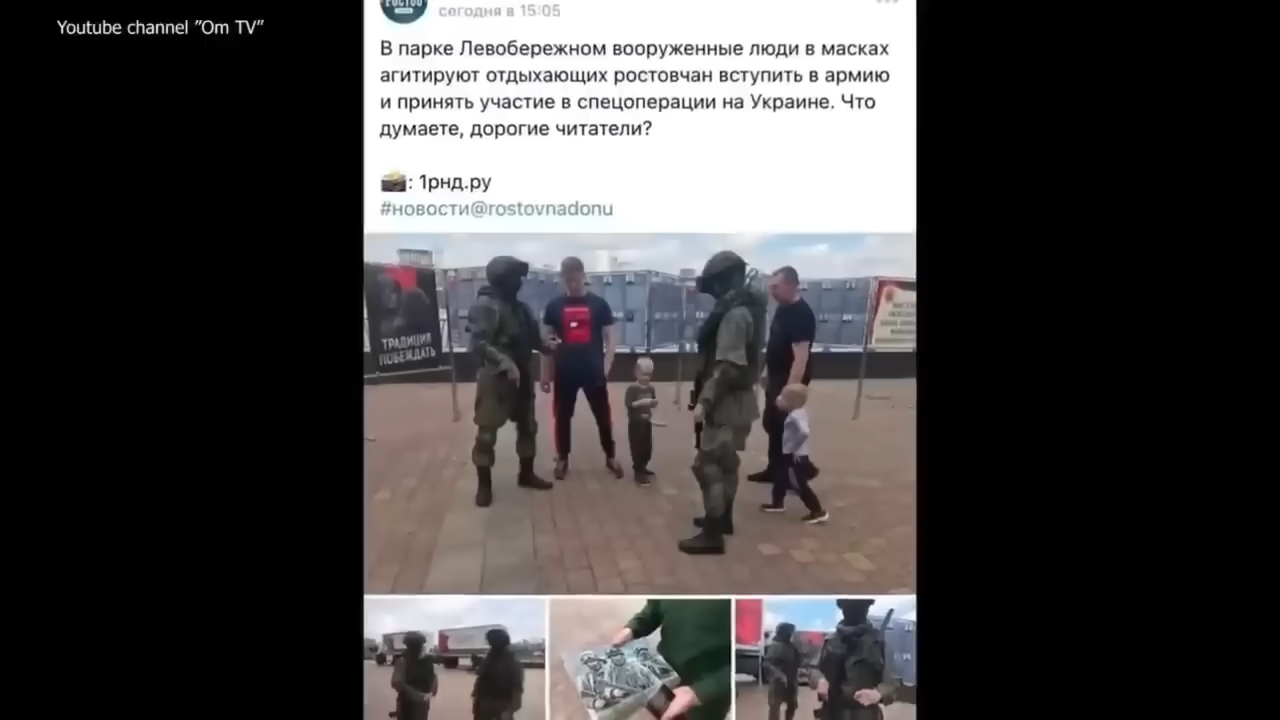 Youtube channel "Om TV"
РОСТОВ
сегодня в 15:05
В парке Левобережном вооруженные люди в масках
агитируют отдыхающих ростовчан вступить в армию
и принять участие в спецоперации на Украине. Что
думаете, дорогие читатели?
: 1рнд.ру
#новости@rostovnadonu
ТРАДИЦИЯ
ПОБЕЖДАТЬ